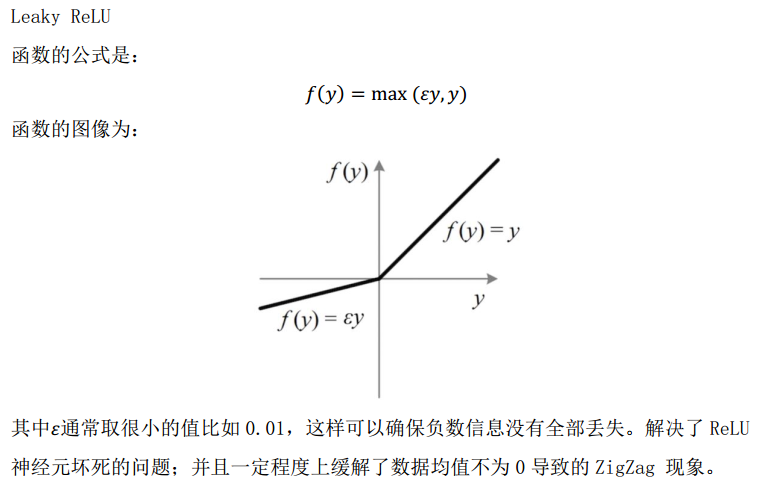 Leaky ReLU
函数的公式是：
f(y) = max (εy, y)
函数的图像为：
f(y)
f(y) = y
y
f(y) = εy
其中ε通常取很小的值比如 0.01，这样可以确保负数信息没有全部丢失。解决了 ReLU
神经元坏死的问题；并且一定程度上缓解了数据均值不为 0 导致的 ZigZag 现象。